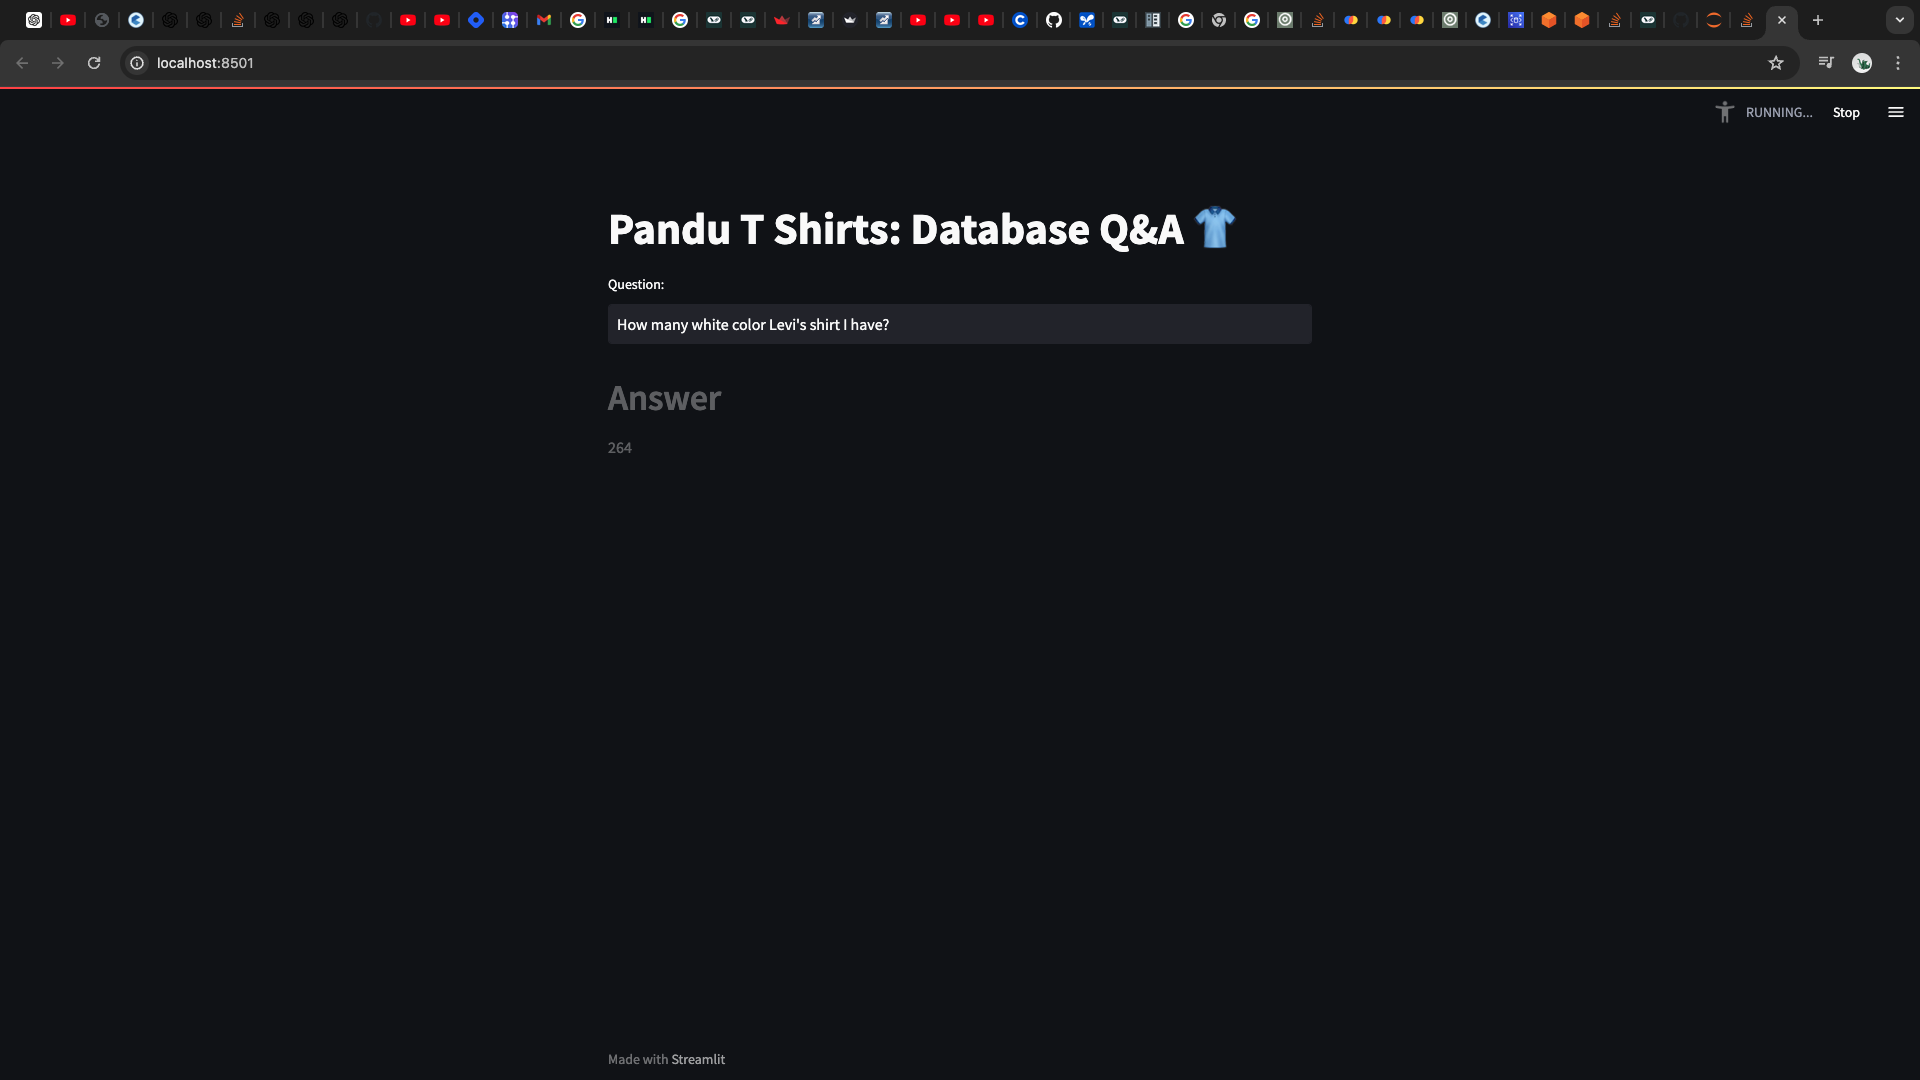 localhost:8501
RUNNING...
Stop
Pandu T Shirts: Database Q&A
Question:
How many white color Levi's shirt I have?
Answer
264
Made with Streamlit